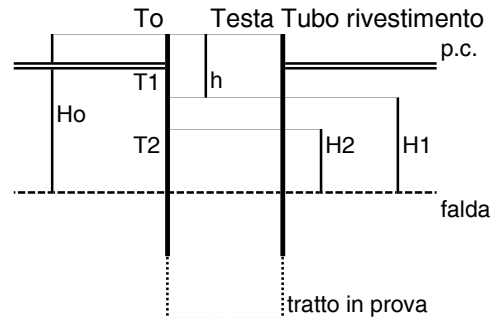 To Testa Tubo rivestimento
p.c.
T1 h
Ho
T2 H2 H1
falda
tratto in prova